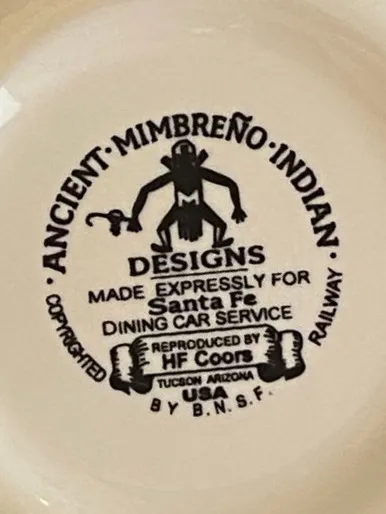 · ANCIENT · MIMBREÑO · INDIAN ·
M
DESIGNS
MADE EXPRESSLY FOR
Santa Fe
DINING CAR SERVICE
REPRODUCED BY
HF Coors
TUCSON ARIZONA
USA
COPYRIGHTED BY B.N.S.F. RAILWAY